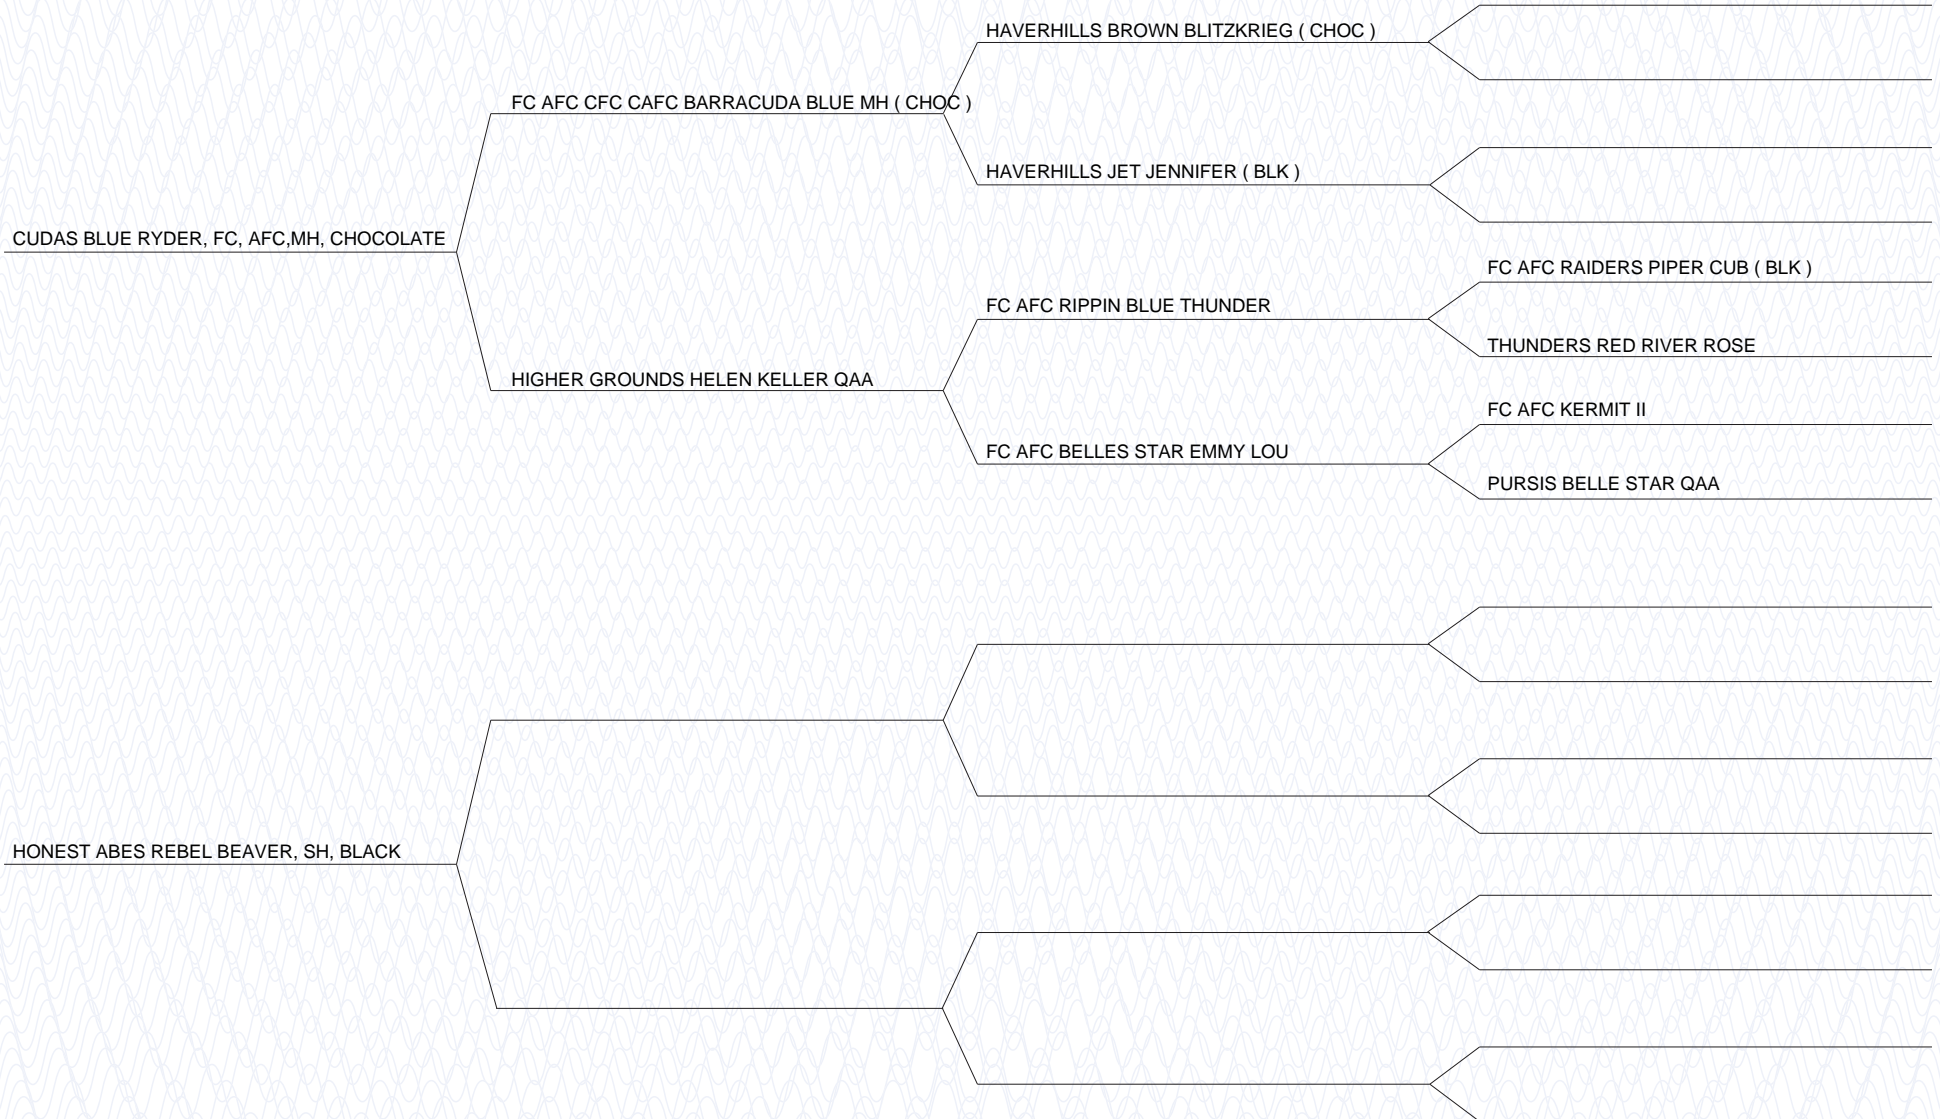 HAVERHILLS BROWN BLITZKRIEG ( CHOC )
FC AFC CFC CAFC BARRACUDA BLUE MH ( CHOC )
HAVERHILLS JET JENNIFER ( BLK )
CUDAS BLUE RYDER, FC, AFC,MH, CHOCOLATE
FC AFC RAIDERS PIPER CUB ( BLK )
FC AFC RIPPIN BLUE THUNDER
THUNDERS RED RIVER ROSE
HIGHER GROUNDS HELEN KELLER QAA
FC AFC KERMIT II
FC AFC BELLES STAR EMMY LOU
PURSIS BELLE STAR QAA
HONEST ABES REBEL BEAVER, SH, BLACK